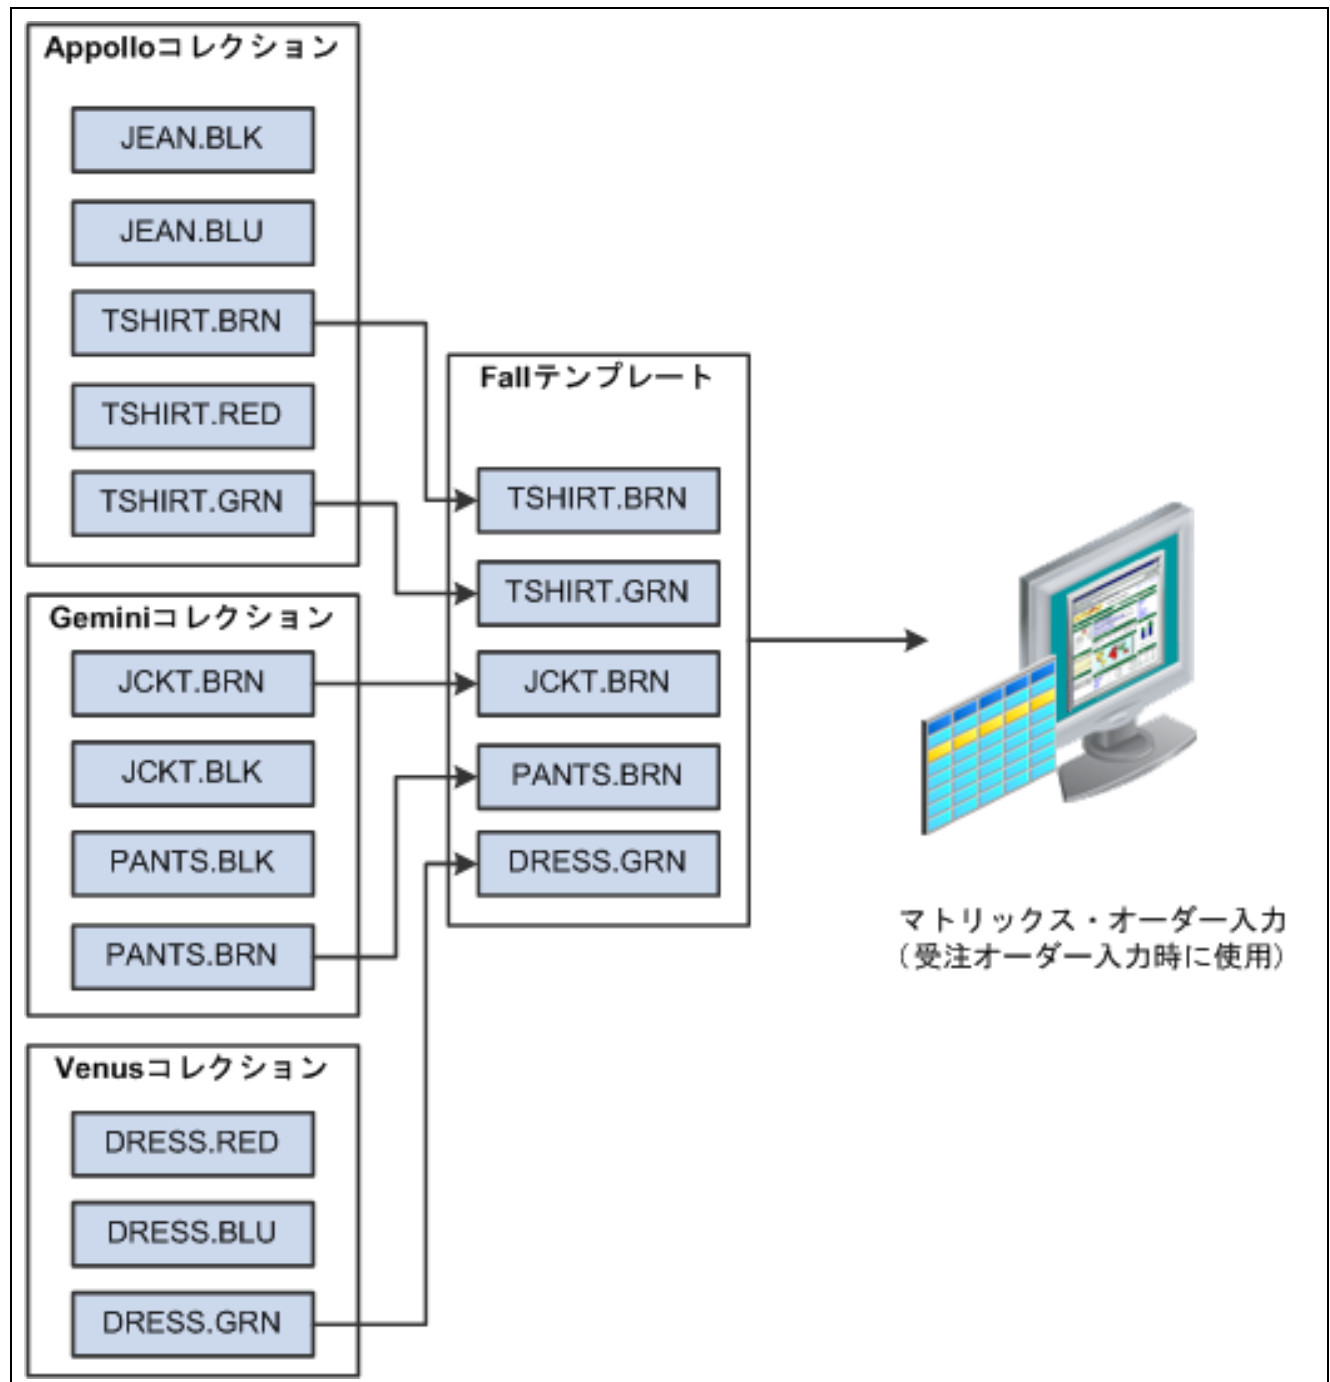 Appolloコレクション
JEAN.BLK
JEAN.BLU
TSHIRT.BRN
TSHIRT.RED
TSHIRT.GRN
Geminiコレクション
JCKT.BRN
JCKT.BLK
PANTS.BLK
PANTS.BRN
Venusコレクション
DRESS.RED
DRESS.BLU
DRESS.GRN
Fallテンプレート
TSHIRT.BRN
TSHIRT.GRN
JCKT.BRN
PANTS.BRN
DRESS.GRN
マトリックス・オーダー入力
（受注オーダー入力時に使用）